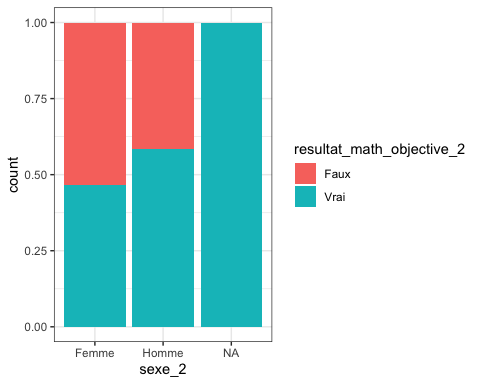 1.00
0.75
0.50
0.25
0.00
count
Femme Homme NA
sexe_2
resultat_math_objective_2
Faux
Vrai